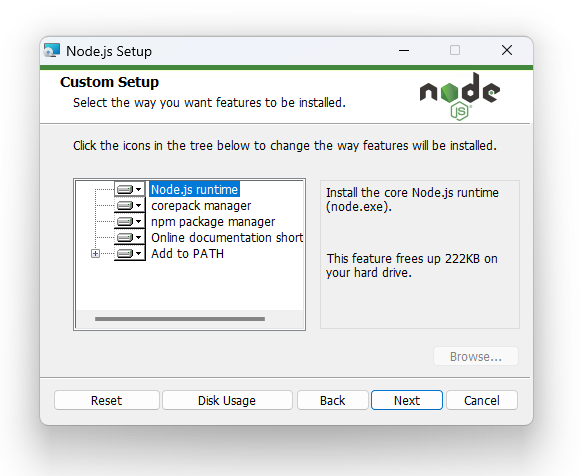 Node.js Setup
Custom Setup
Select the way you want features to be installed.
node
JS
Click the icons in the tree below to change the way features will be installed.
Node.js runtime
corepack manager
npm package manager
Online documentation short
Add to PATH
Install the core Node.js runtime
(node.exe).
This feature frees up 222KB on
your hard drive.
Browse...
Reset
Disk Usage
Back
Next
Cancel